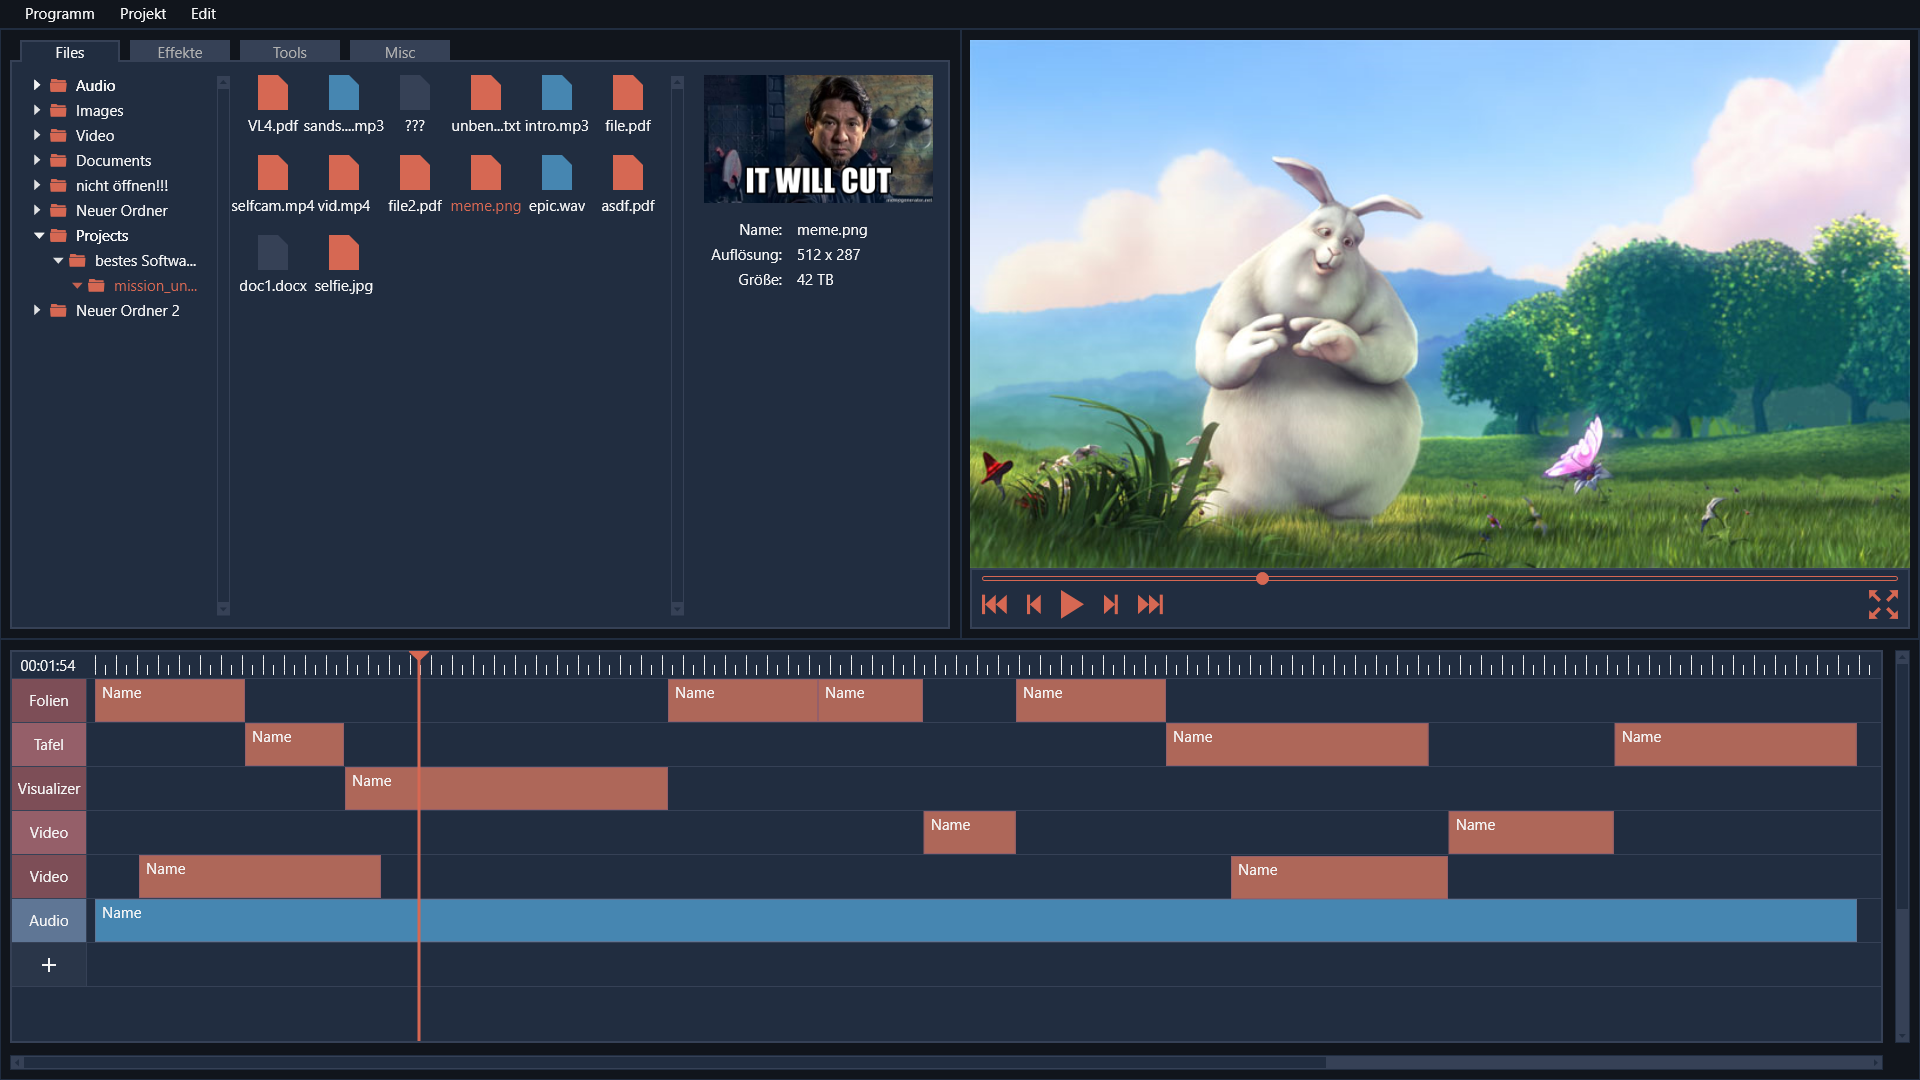 Programm Projekt Edit
Files Effekte Tools Misc
Audio
Images
Video
Documents
nicht öffnen!!!
Neuer Ordner
Projects
bestes Softwa...
mission_un...
Neuer Ordner 2
VL4.pdf sands....mp3 ??? unben...txt intro.mp3 file.pdf
selfcam.mp4 vid.mp4 file2.pdf meme.png epic.wav asdf.pdf
doc1.docx selfie.jpg
IT WILL CUT
Name: meme.png
Auflösung: 512 x 287
Größe: 42 TB
00:01:54
Folien Name Name Name Name
Tafel Name Name Name
Visualizer Name
Video Name Name
Video Name Name
Audio Name
+